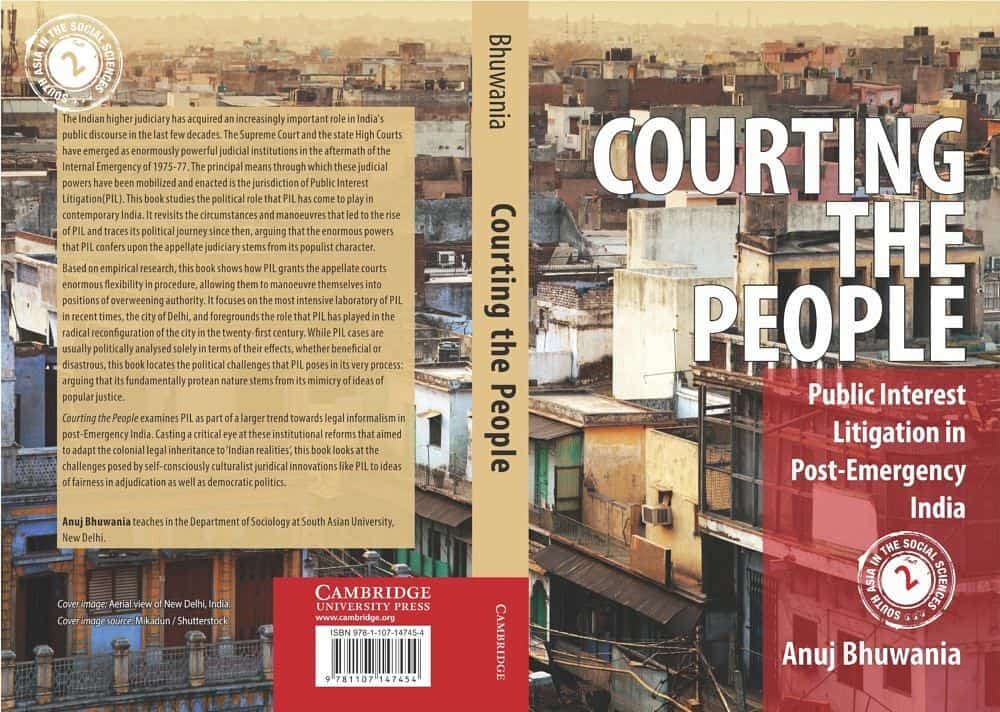 SOUTH ASIA IN THE SOCIAL SCIENCES
2
The Indian higher judiciary has acquired an increasingly important role in India's
public discourse in the last few decades. The Supreme Court and the state High Courts
have emerged as enormously powerful judicial institutions in the aftermath of the
Internal Emergency of 1975-77. The principal means through which these judicial
powers have been mobilized and enacted is the jurisdiction of Public Interest
Litigation(PIL). This book studies the political role that PIL has come to play in
contemporary India. It revisits the circumstances and manoeuvres that led to the rise
of PIL and traces its political journey since then, arguing that the enormous powers
that PIL confers upon the appellate judiciary stems from its populist character.
Based on empirical research, this book shows how PIL grants the appellate courts
enormous flexibility in procedure, allowing them to manoeuvre themselves into
positions of overweening authority. It focuses on the most intensive laboratory of PIL
in recent times, the city of Delhi, and foregrounds the role that PIL has played in the
radical reconfiguration of the city in the twenty-first century. While PIL cases are
usually politically analysed solely in terms of their effects, whether beneficial or
disastrous, this book locates the political challenges that PIL poses in its very process:
arguing that its fundamentally protean nature stems from its mimicry of ideas of
popular justice.
Courting the People examines PIL as part of a larger trend towards legal informalism in
post-Emergency India. Casting a critical eye at these institutional reforms that aimed
to adapt the colonial legal inheritance to 'Indian realities', this book looks at the
challenges posed by self-consciously culturalist juridical innovations like PIL to ideas
of fairness in adjudication as well as democratic politics.
Anuj Bhuwania teaches in the Department of Sociology at South Asian University,
New Delhi.
Cover image: Aerial view of New Delhi, India.
Cover image source: Mikadun / Shutterstock
CAMBRIDGE
UNIVERSITY PRESS
www.cambridge.org
ISBN 978-1-107-14745-4
9 781107 147454
Bhuwania
Courting the People
CAMBRIDGE
COURTING
THE
PEOPLE
Public Interest
Litigation in
Post-Emergency
India
SOUTH ASIA IN THE SOCIAL SCIENCES
2
Anuj Bhuwania